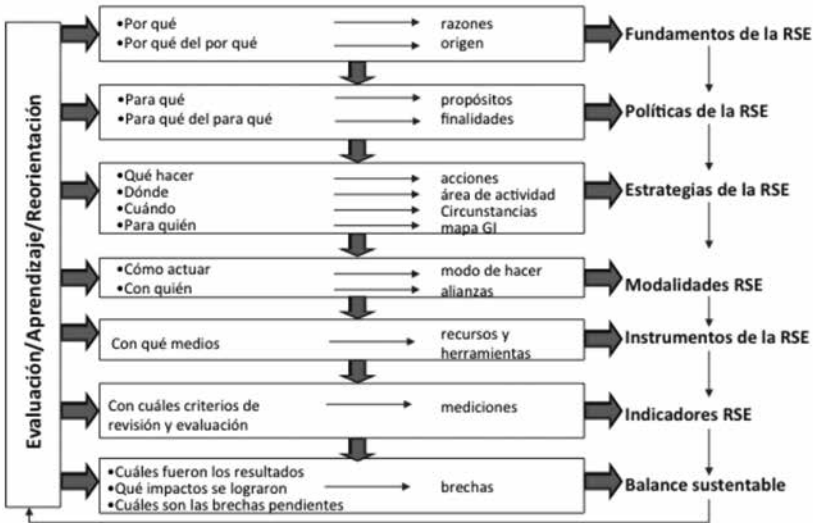 Evaluación/Aprendizaje/Reorientación
•Por qué razones
•Por qué del por qué origen
Fundamentos de la RSE
•Para qué propósitos
•Para qué del para qué finalidades
Políticas de la RSE
•Qué hacer acciones
•Dónde área de actividad
•Cuándo Circunstancias
•Para quién mapa GI
Estrategias de la RSE
•Cómo actuar modo de hacer
•Con quién alianzas
Modalidades RSE
Con qué medios recursos y
herramientas
Instrumentos de la RSE
Con cuáles criterios de mediciones
revisión y evaluación
Indicadores RSE
•Cuáles fueron los resultados
•Qué impactos se lograron brechas
•Cuáles son las brechas pendientes
Balance sustentable